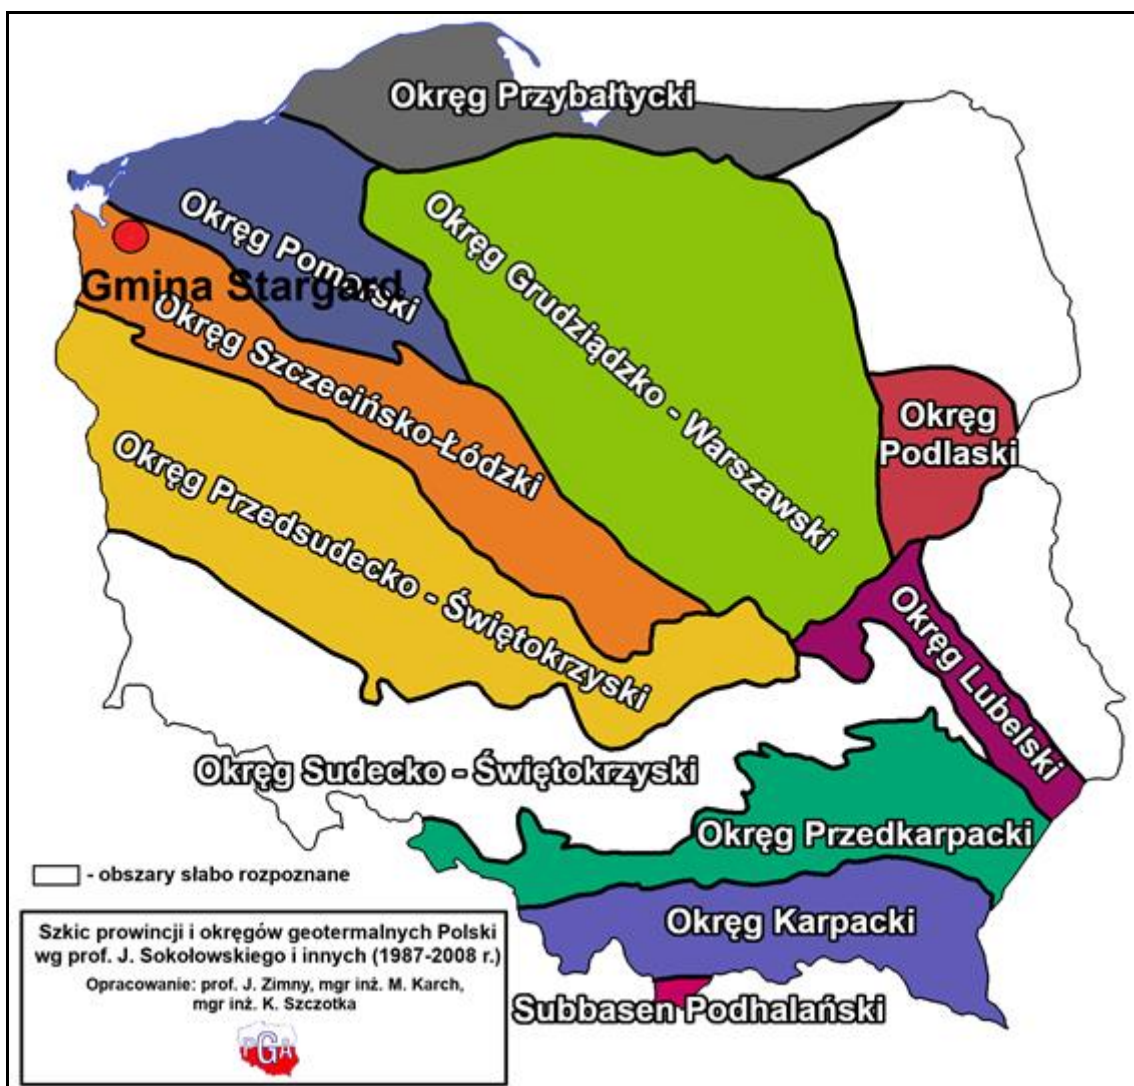 Okręg Przybałtycki
Okręg Pomorski
Okręg Grudziądzko - Warszawski
Gmina Stargard
Okręg Szczecińsko-Łódzki
Okręg Podlaski
Okręg Przedsudecko - Świętokrzyski
Okręg Lubelski
Okręg Sudecko - Świętokrzyski
Okręg Przedkarpacki
- obszary słabo rozpoznane
Okręg Karpacki
Subbasen Podhalański
Szkic prowincji i okręgów geotermalnych Polski
wg prof. J. Sokołowskiego i innych (1987-2008 r.)
Opracowanie: prof. J. Zimny, mgr inż. M. Karch,
mgr inż. K. Szczotka
PGA